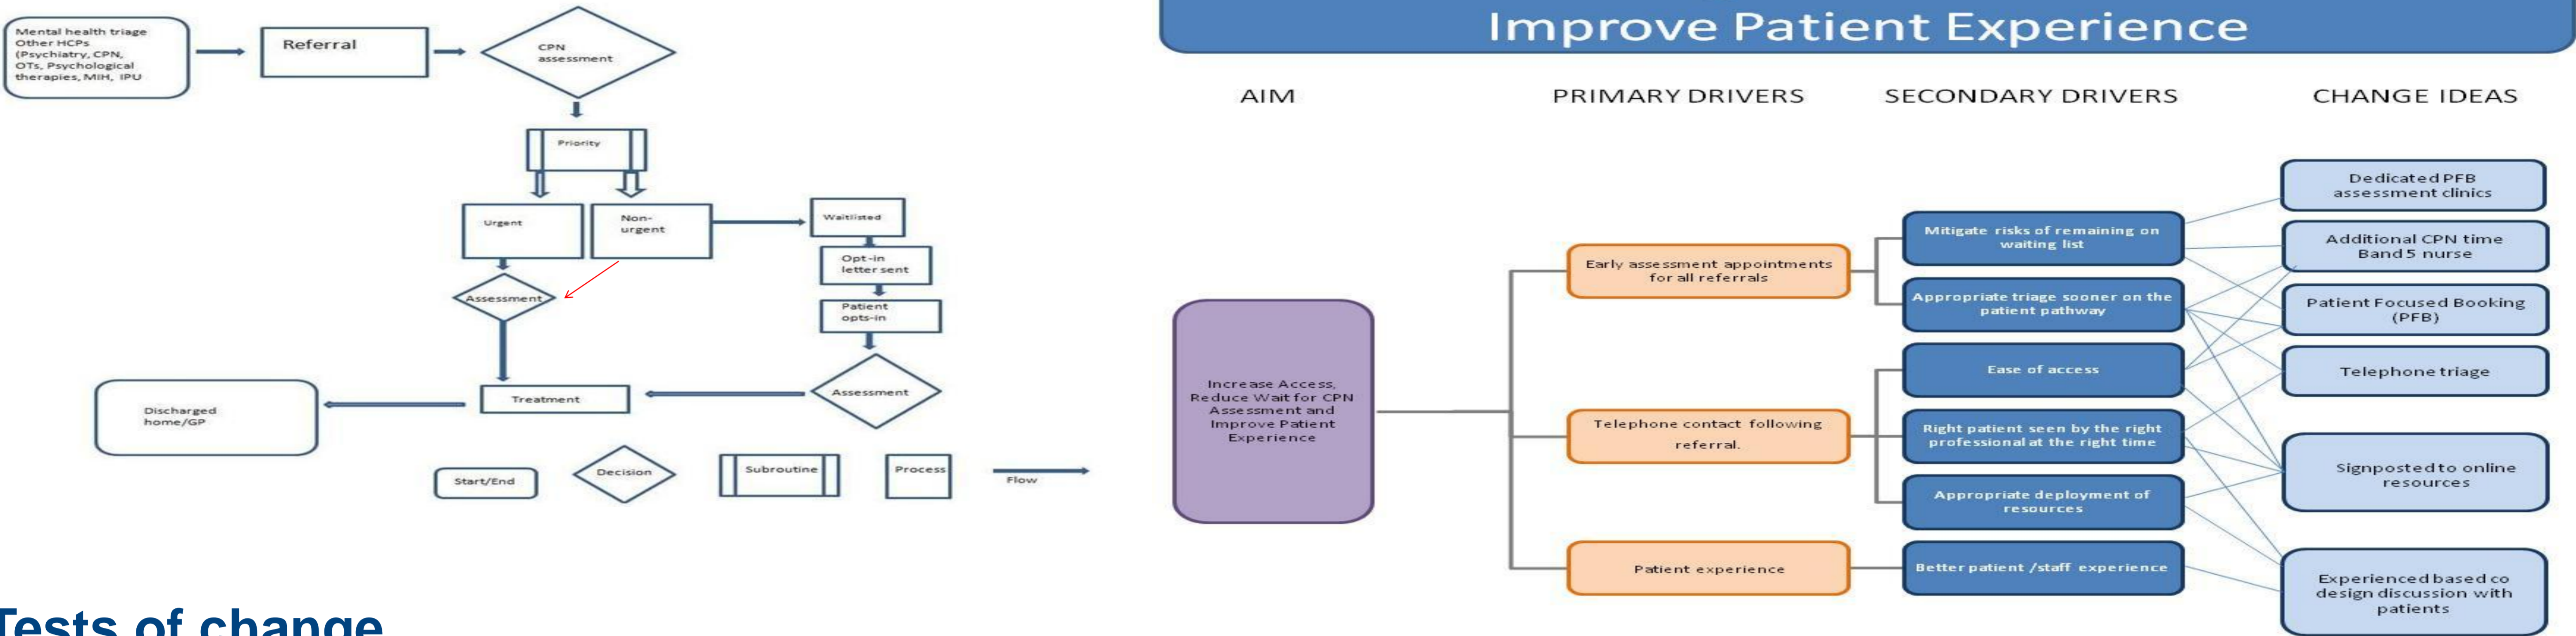 Mental health triage
Other HCPs
(Psychiatry, CPN,
OTs, Psychological
therapies, MIH, IPU
Referral
CPN
assessment
Priority
Urgent
Non-
urgent
Waitlisted
Opt-in
letter sent
Assessment
Patient
opts-in
Assessment
Treatment
Discharged
home/GP
Start/End
Decision
Subroutine
Process
Flow
Tests of change
Improve Patient Experience
AIM
PRIMARY DRIVERS
SECONDARY DRIVERS
CHANGE IDEAS
Increase Access,
Reduce Wait for CPN
Assessment and
Improve Patient
Experience
Early assessment appointments
for all referrals
Telephone contact following
referral.
Patient experience
Mitigate risks of remaining on
waiting list
Appropriate triage sooner on the
patient pathway
Ease of access
Right patient seen by the right
professional at the right time
Appropriate deployment of
resources
Better patient /staff experience
Dedicated PFB
assessment clinics
Additional CPN time
Band 5 nurse
Patient Focused Booking
(PFB)
Telephone triage
Signposted to online
resources
Experienced based co
design discussion with
patients